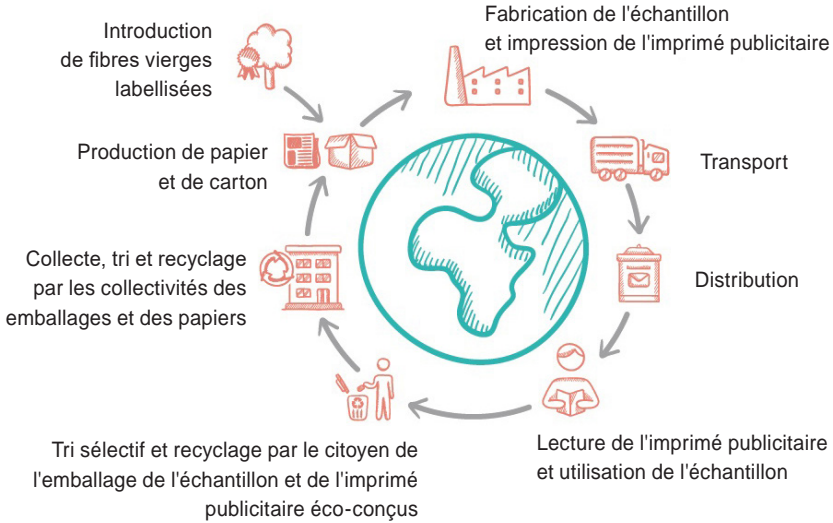 Introduction
de fibres vierges
labellisées
Fabrication de l'échantillon
et impression de l'imprimé publicitaire
Production de papier
et de carton
Transport
Collecte, tri et recyclage
par les collectivités des
emballages et des papiers
Distribution
Tri sélectif et recyclage par le citoyen de
l'emballage de l'échantillon et de l'imprimé
publicitaire éco-conçus
Lecture de l'imprimé publicitaire
et utilisation de l'échantillon